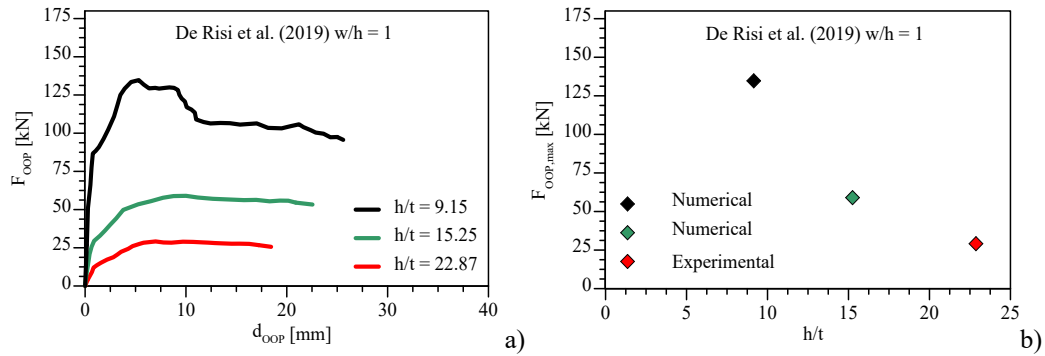 De Risi et al. (2019) w/h = 1
F_OOP [kN]
175
150
125
100
75
50
25
0
h/t = 9.15
h/t = 15.25
h/t = 22.87
0 10 20 30 40
d_OOP [mm]
a)
De Risi et al. (2019) w/h = 1
F_OOP,max [kN]
175
150
125
100
75
50
25
0
Numerical
Numerical
Experimental
0 5 10 15 20 25
h/t
b)